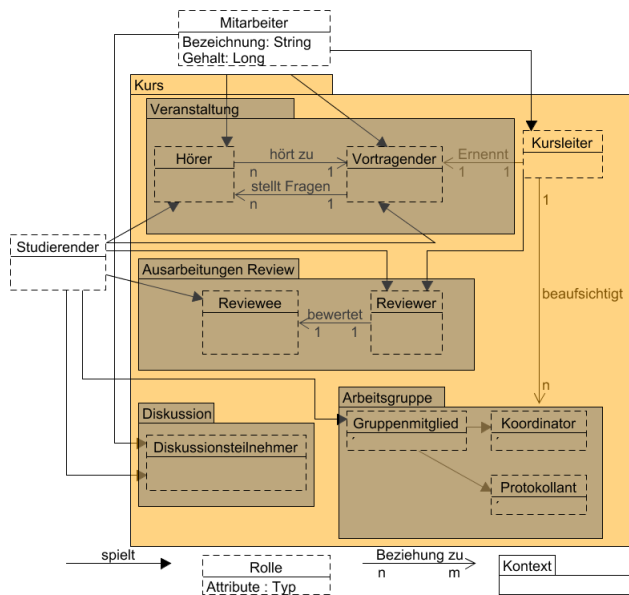 Mitarbeiter
Bezeichnung: String
Gehalt: Long
Kurs
Veranstaltung
Hörer
hört zu
n
1
Vortragender
stellt Fragen
n
1
Ernennt
1
1
Kursleiter
1
Studierender
Ausarbeitungen Review
Reviewee
bewertet
1
1
Reviewer
beaufsichtigt
n
Diskussion
Diskussionsteilnehmer
Arbeitsgruppe
Gruppenmitglied
Koordinator
Protokollant
spielt
Rolle
Attribute : Typ
Beziehung zu
n
m
Kontext